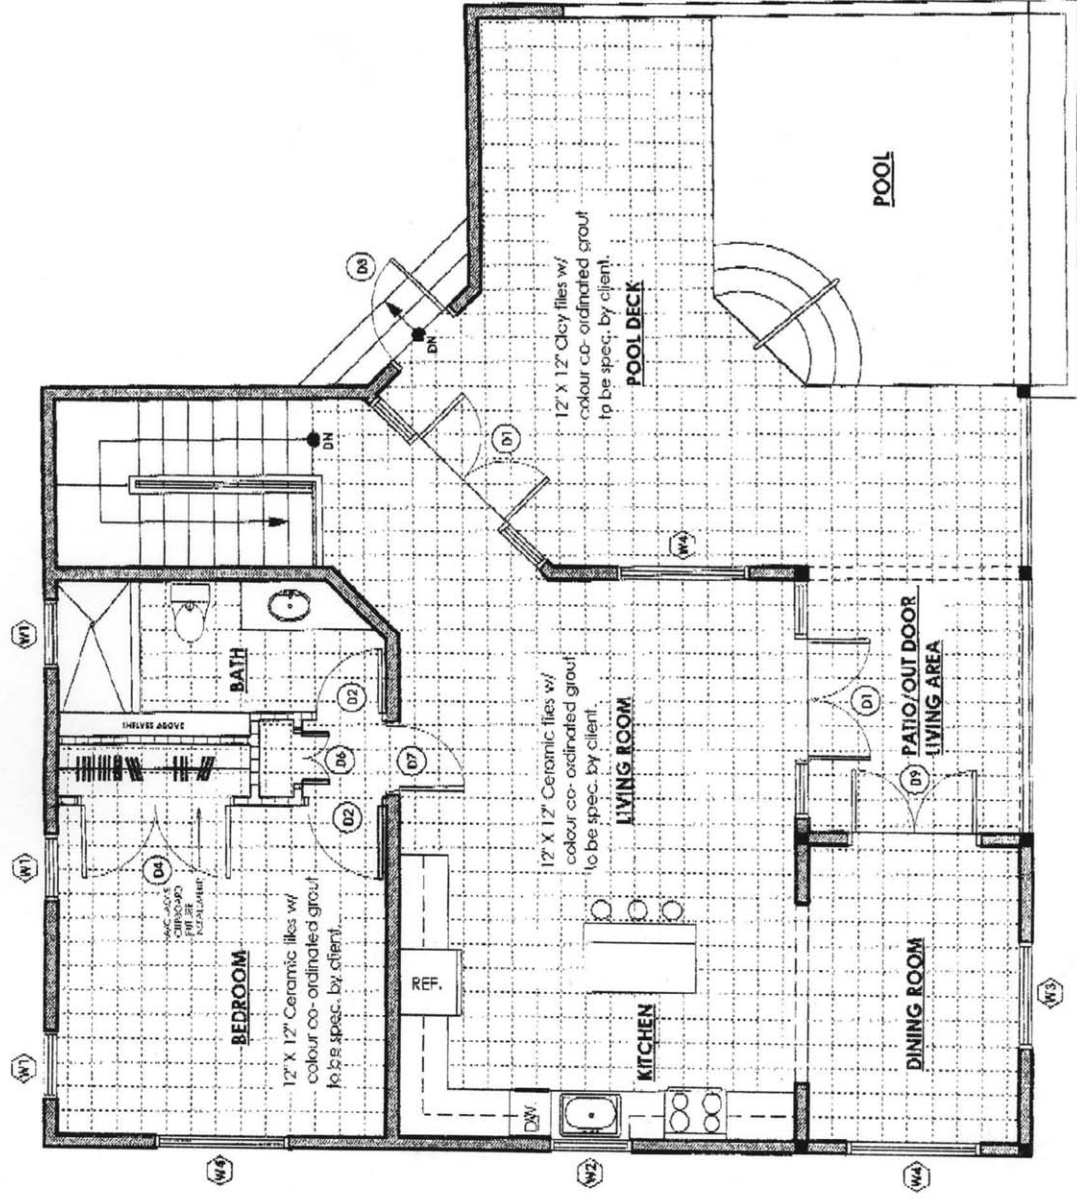 W1
W1
W1
SHELVES ABOVE
BATH
D2
D6
D7
D2
D4
CUPBOARD
BEDROOM
12" X 12" Ceramic tiles w/
colour co-ordinated grout
to be spec. by client.
W4
DN
DN
D1
12" X 12" Clay tiles w/
colour co- ordinated grout
to be spec. by client.
POOL DECK
POOL
W4
12" X 12" Ceramic tiles w/
colour co- ordinated grout
to be spec. by client.
LIVING ROOM
REF.
KITCHEN
DW
W2
D1
PATIO/OUT DOOR
LIVING AREA
D9
DINING ROOM
W3
W4